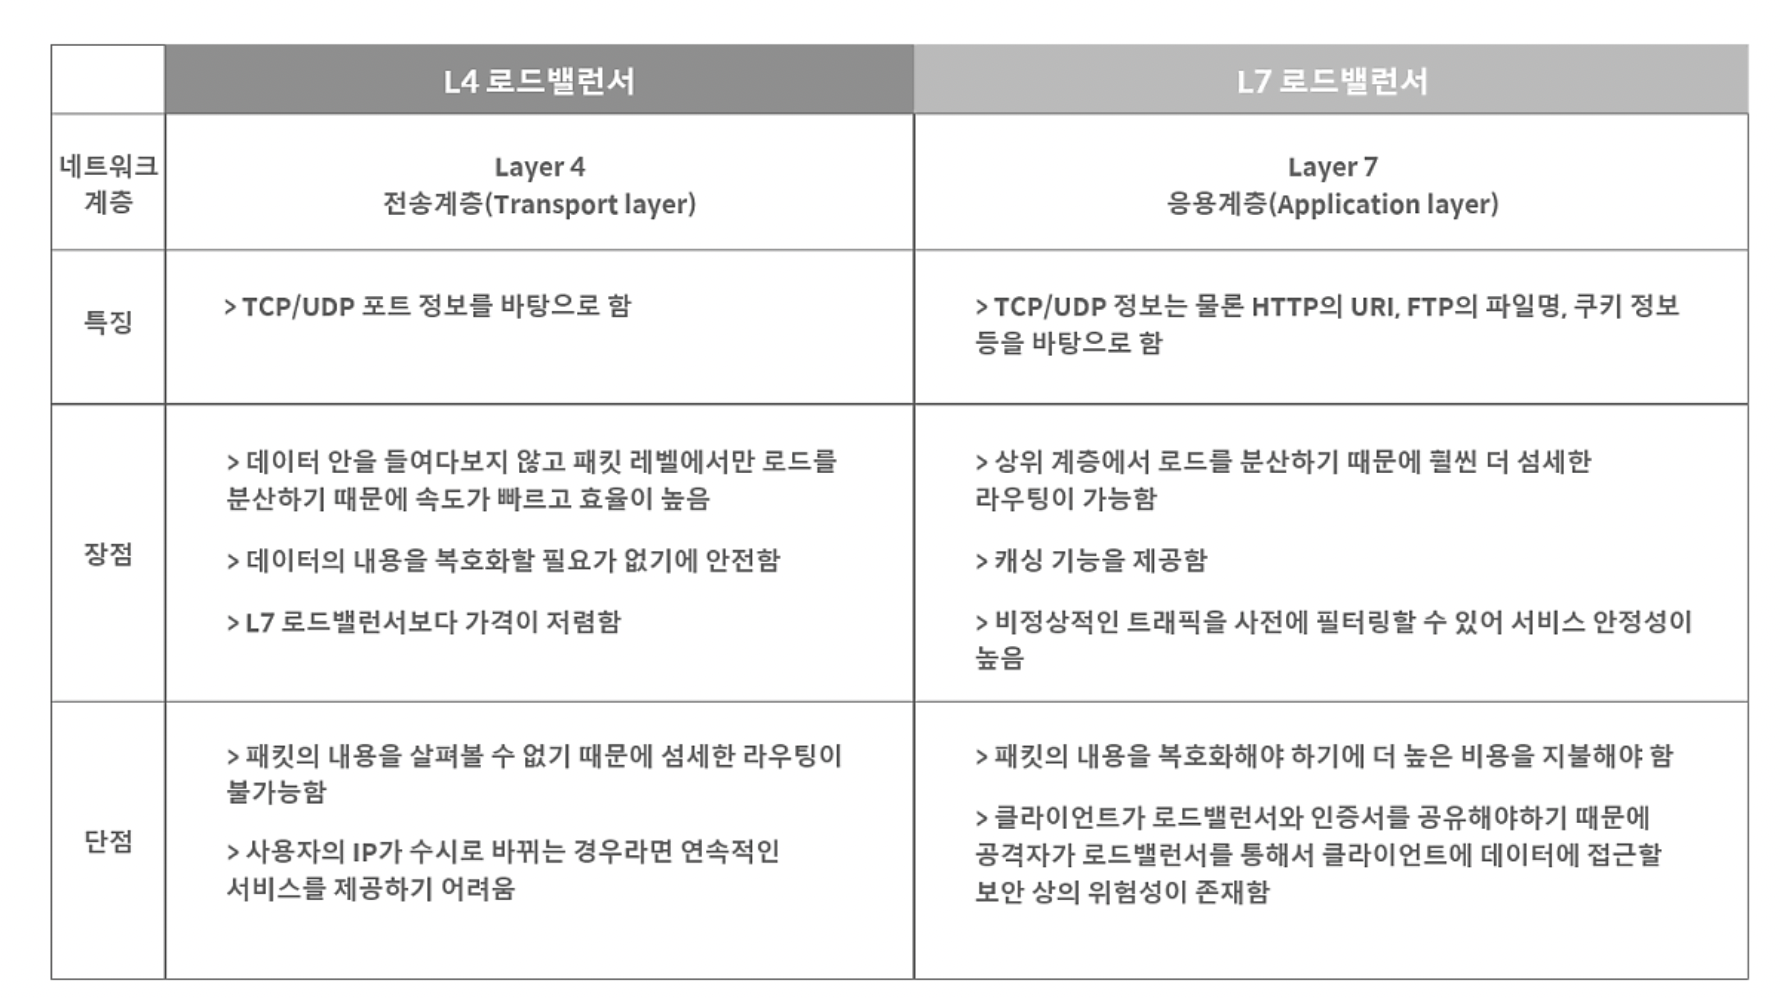 L4 로드밸런서
L7 로드밸런서
네트워크
계층
Layer 4
전송계층(Transport layer)
Layer 7
응용계층(Application layer)
특징
> TCP/UDP 포트 정보를 바탕으로 함
> TCP/UDP 정보는 물론 HTTP의 URI, FTP의 파일명, 쿠키 정보
등을 바탕으로 함
장점
> 데이터 안을 들여다보지 않고 패킷 레벨에서만 로드를
분산하기 때문에 속도가 빠르고 효율이 높음
> 데이터의 내용을 복호화할 필요가 없기에 안전함
> L7 로드밸런서보다 가격이 저렴함
> 상위 계층에서 로드를 분산하기 때문에 훨씬 더 섬세한
라우팅이 가능함
> 캐싱 기능을 제공함
> 비정상적인 트래픽을 사전에 필터링할 수 있어 서비스 안정성이
높음
단점
> 패킷의 내용을 살펴볼 수 없기 때문에 섬세한 라우팅이
불가능함
> 사용자의 IP가 수시로 바뀌는 경우라면 연속적인
서비스를 제공하기 어려움
> 패킷의 내용을 복호화해야 하기에 더 높은 비용을 지불해야 함
> 클라이언트가 로드밸런서와 인증서를 공유해야하기 때문에
공격자가 로드밸런서를 통해서 클라이언트에 데이터에 접근할
보안 상의 위험성이 존재함